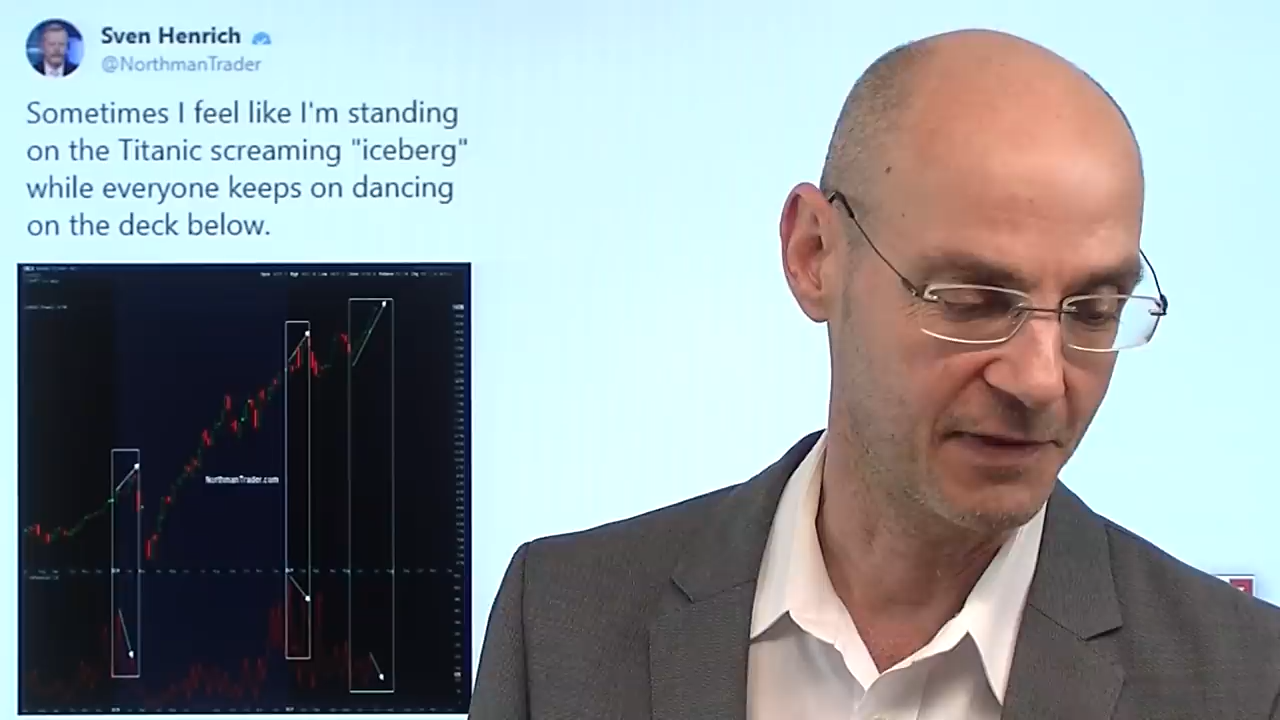 Sven Henrich
@NorthmanTrader
Sometimes I feel like I'm standing
on the Titanic screaming "iceberg"
while everyone keeps on dancing
on the deck below.
NorthmanTrader.com